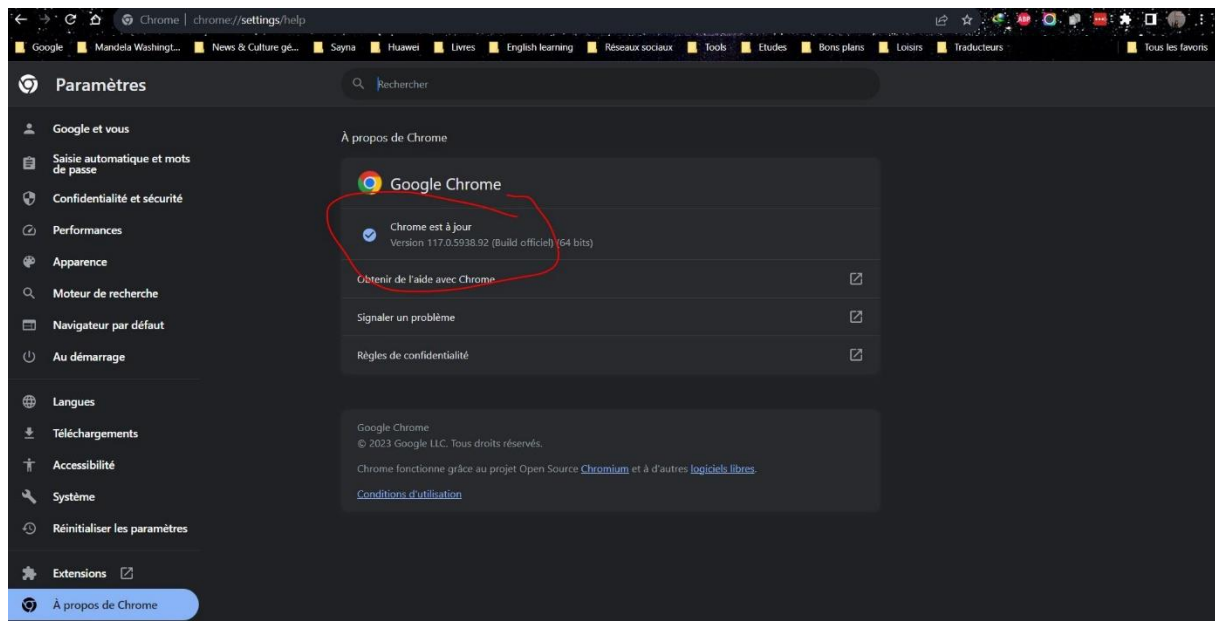 Chrome | chrome://settings/help
Google Mandela Washingt... News & Culture gé... Sayna Huawei Livres English learning Réseaux sociaux Tools Etudes Bons plans Loisirs Traducteurs Tous les favoris
Paramètres
Rechercher
Google et vous
Saisie automatique et mots
de passe
Confidentialité et sécurité
Performances
Apparence
Moteur de recherche
Navigateur par défaut
Au démarrage
Langues
Téléchargements
Accessibilité
Système
Réinitialiser les paramètres
Extensions
À propos de Chrome
À propos de Chrome
Google Chrome
Chrome est à jour
Version 117.0.5938.92 (Build officiel) (64 bits)
Obtenir de l'aide avec Chrome
Signaler un problème
Règles de confidentialité
Google Chrome
© 2023 Google LLC. Tous droits réservés.
Chrome fonctionne grâce au projet Open Source Chromium et à d'autres logiciels libres.
Conditions d'utilisation